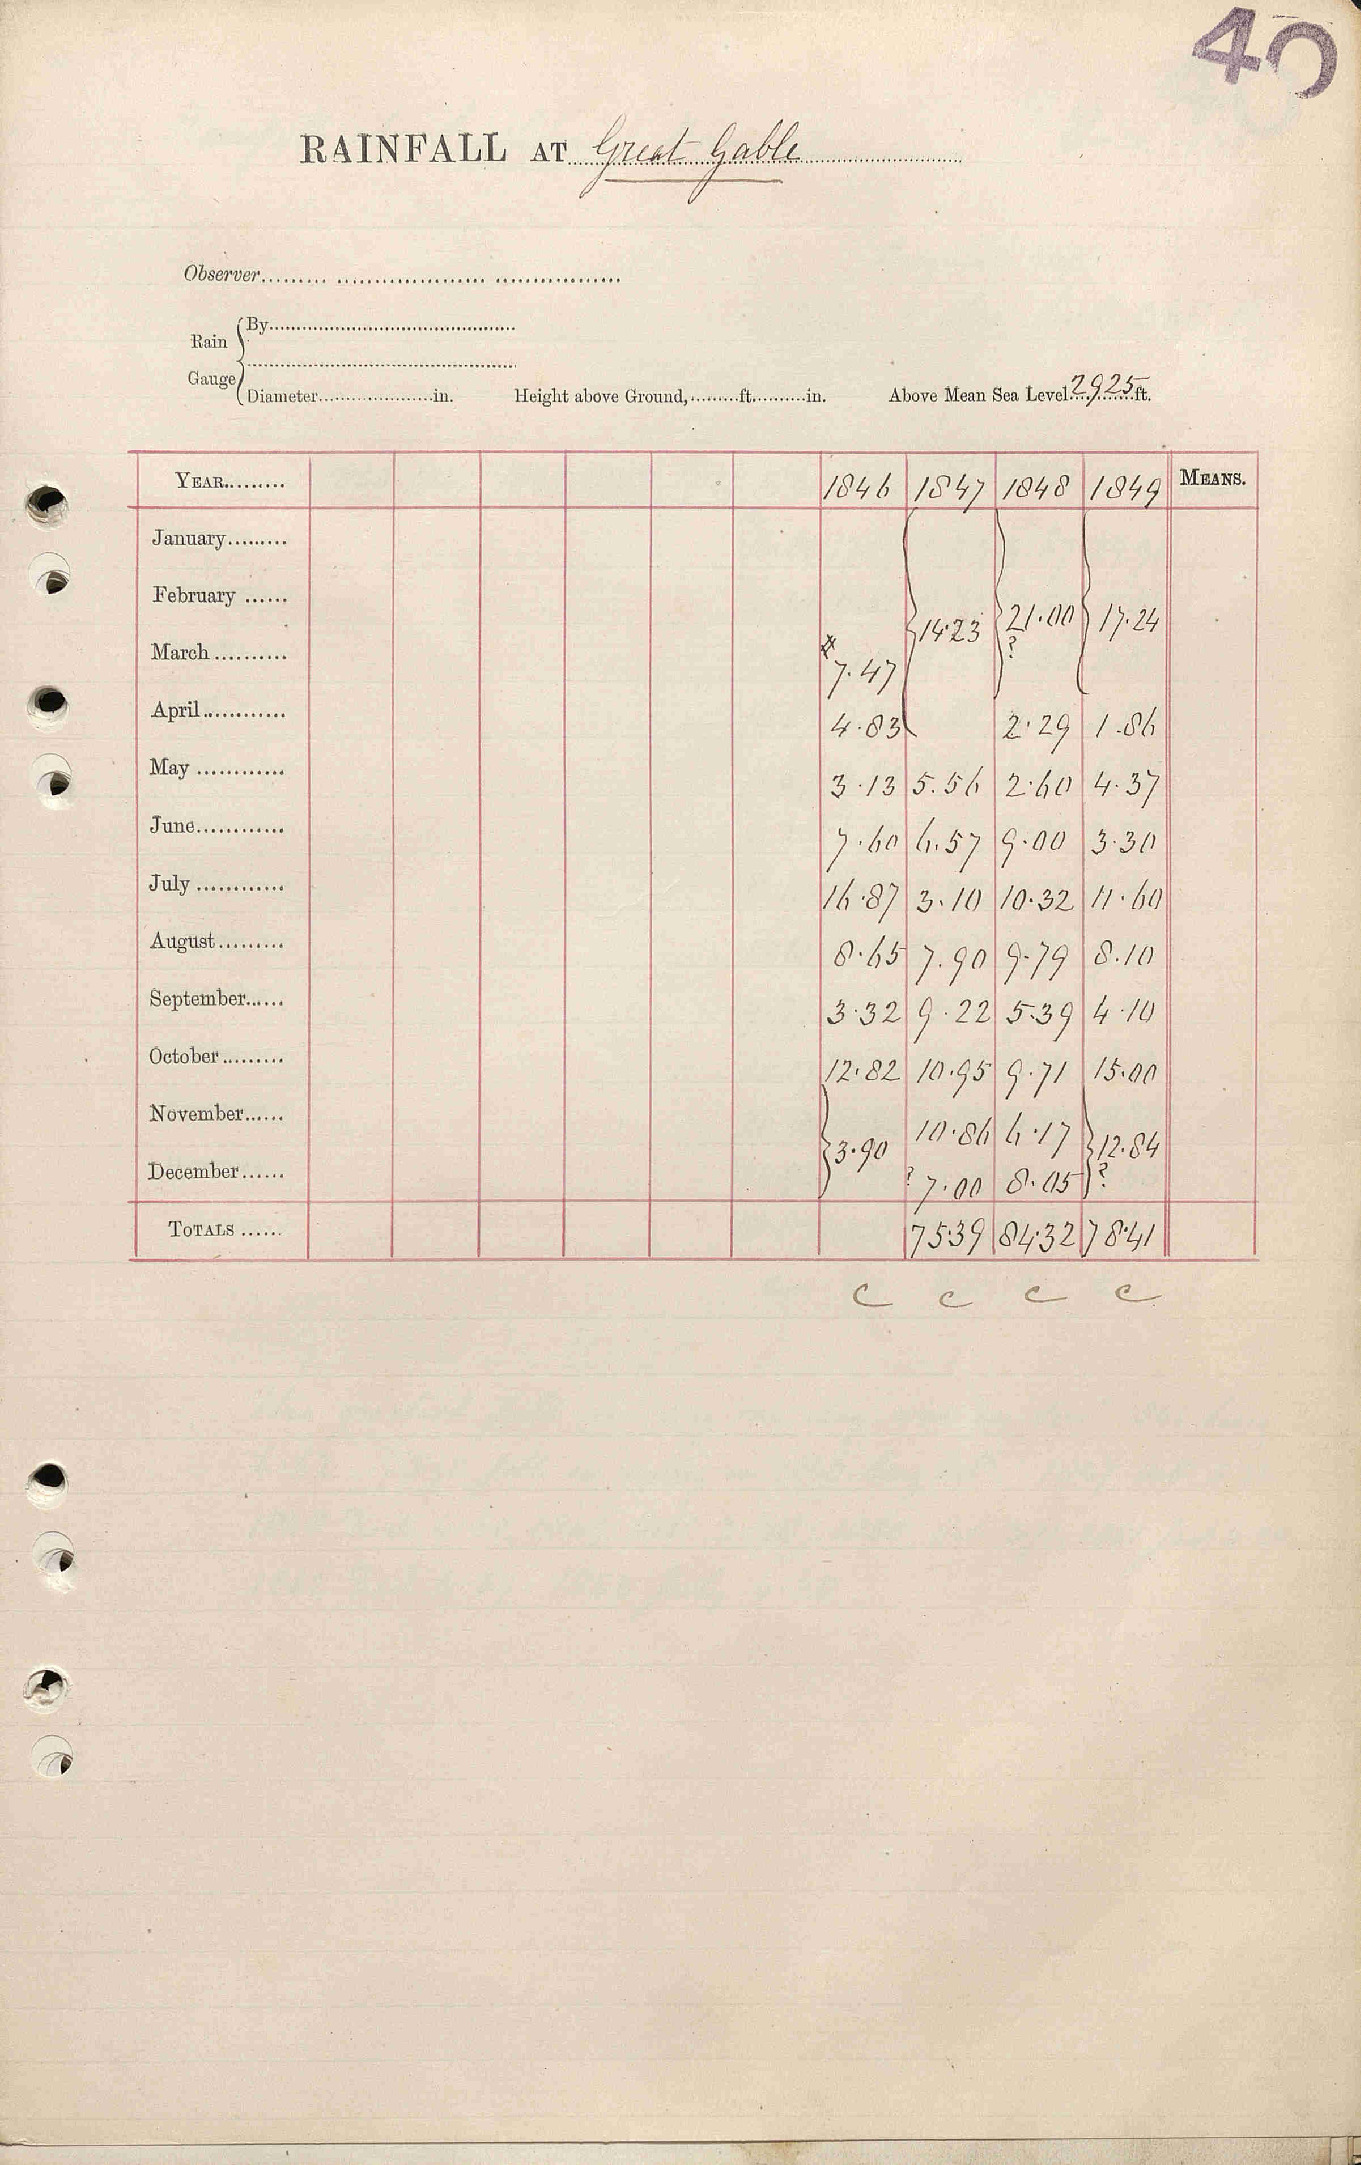 40
RAINFALL AT Great Gable
Observer
Rain
Gauge
By
Diameter in. Height above Ground, ft. in. Above Mean Sea Level 2925 ft.
YEAR 1846 1847 1848 1849 MEANS.
January
February 14.23 21.00 ? 17.24
March * 7.47
April 4.83 2.29 1.86
May 3.13 5.56 2.60 4.37
June 7.60 6.57 9.00 3.30
July 16.87 3.10 10.32 11.60
August 8.65 7.90 9.79 8.10
September 3.32 9.22 5.39 4.10
October 12.82 10.95 9.71 15.00
November 3.90 10.86 6.17 12.84 ?
December ? 7.00 8.05
TOTALS 75.39 84.32 78.41
c c c c